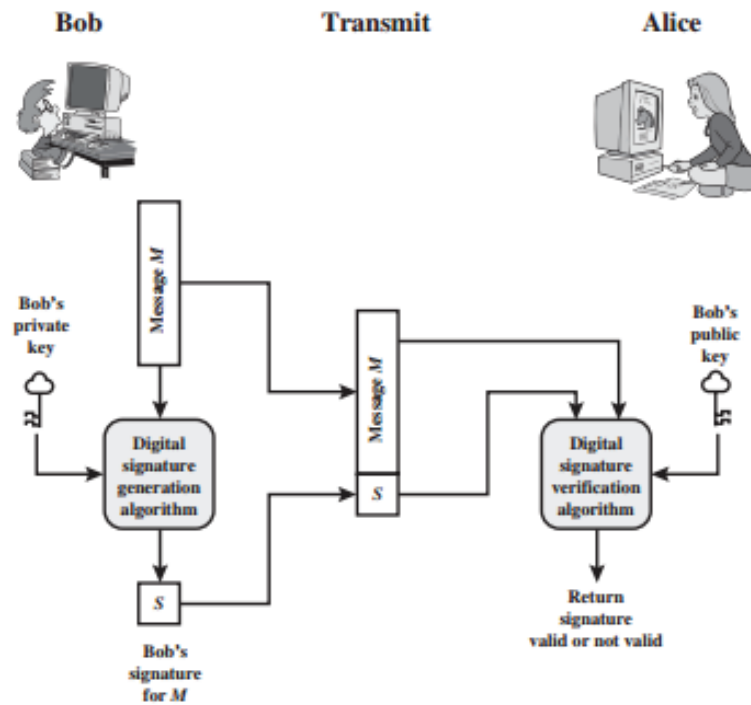 Bob
Transmit
Alice
Message M
Bob's
private
key
Message M
Bob's
public
key
Digital
signature
generation
algorithm
S
Digital
signature
verification
algorithm
S
Bob's
signature
for M
Return
signature
valid or not valid